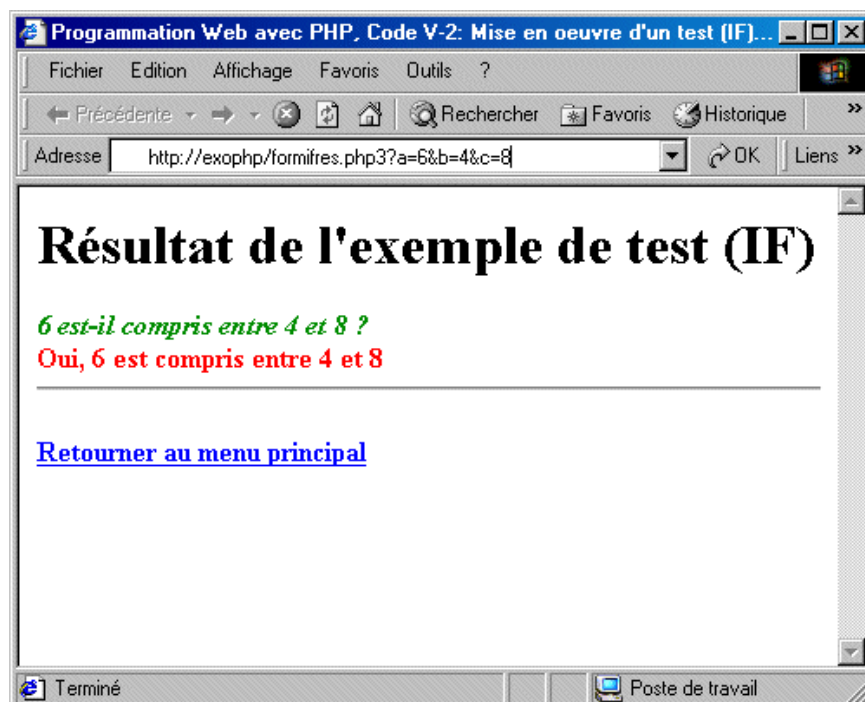 Programmation Web avec PHP, Code V-2: Mise en oeuvre d'un test (IF)...
Fichier Edition Affichage Favoris Outils ?
Précédente Rechercher Favoris Historique »
Adresse http://exophp/formifres.php3?a=6&b=4&c=8 OK Liens »
Résultat de l'exemple de test (IF)
6 est-il compris entre 4 et 8 ?
Oui, 6 est compris entre 4 et 8
Retourner au menu principal
Terminé Poste de travail